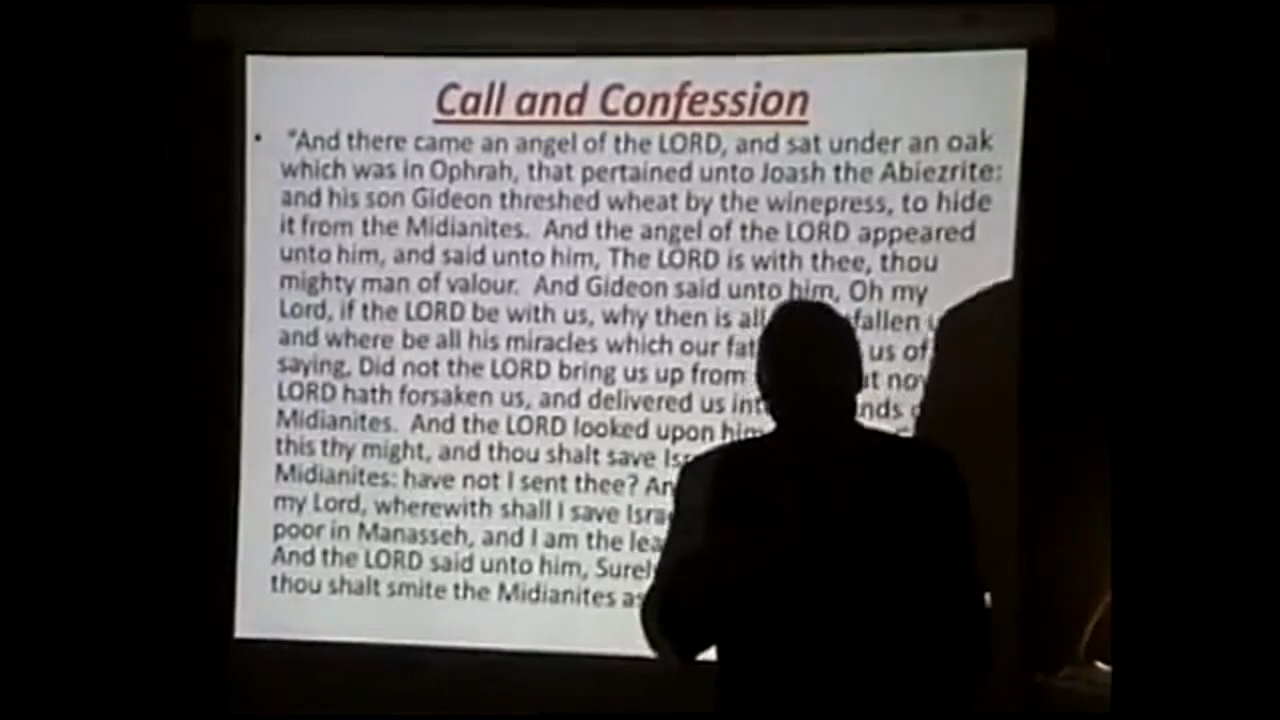 Call and Confession
• "And there came an angel of the LORD, and sat under an oak
which was in Ophrah, that pertained unto Joash the Abiezrite:
and his son Gideon threshed wheat by the winepress, to hide
it from the Midianites. And the angel of the LORD appeared
unto him, and said unto him, The LORD is with thee, thou
mighty man of valour. And Gideon said unto him, Oh my
Lord, if the LORD be with us, why then is all fallen
and where be all his miracles which our us of
saying, Did not the LORD bring us up from
LORD hath forsaken us, and delivered us
Midianites. And the LORD looked upon him
this thy might, and thou shalt save
Midianites: have not I sent thee?
my Lord, wherewith shall I save
poor in Manasseh, and I am the
And the LORD said unto him,
thou shalt smite the Midianites